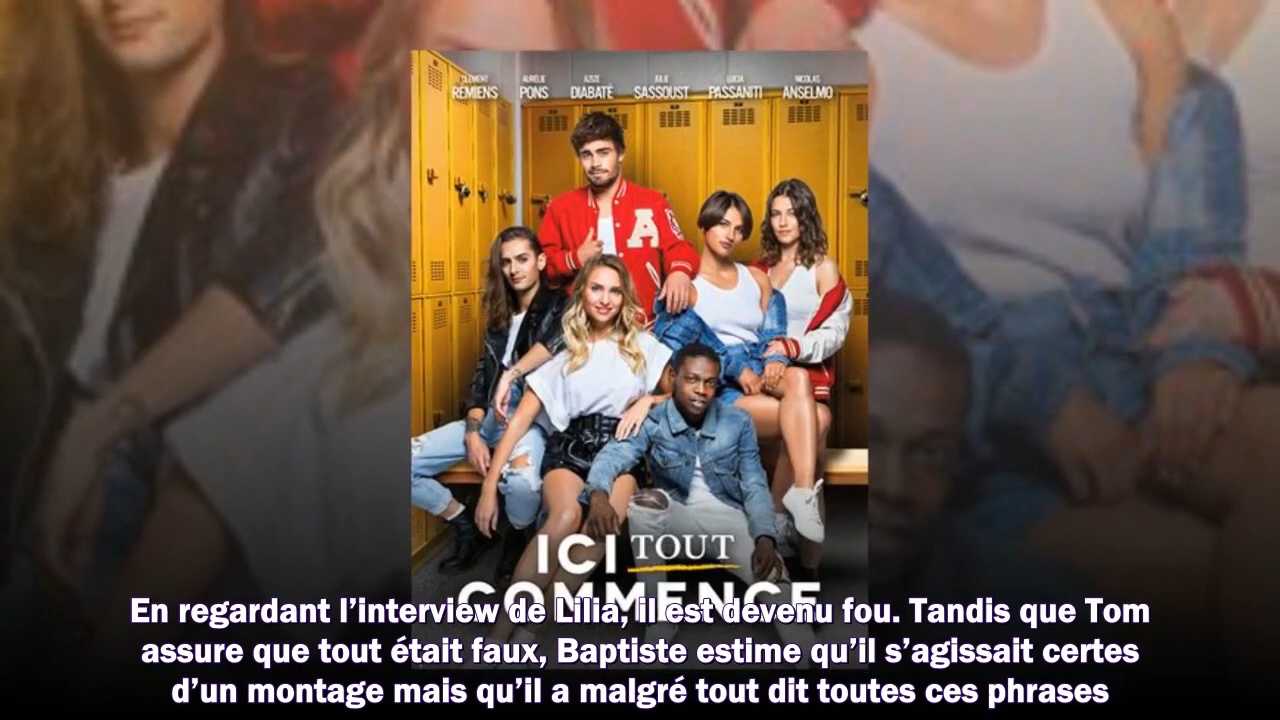 CLÉMENT AURÉLIE AZIZE JULIE LUCIA NICOLAS
REMIENS PONS DIABATÉ SASSOUST PASSANITI ANSELMO
A
ICI TOUT
COMMENCE
En regardant l’interview de Lilia, il est devenu fou. Tandis que Tom
assure que tout était faux, Baptiste estime qu’il s’agissait certes
d’un montage mais qu’il a malgré tout dit toutes ces phrases